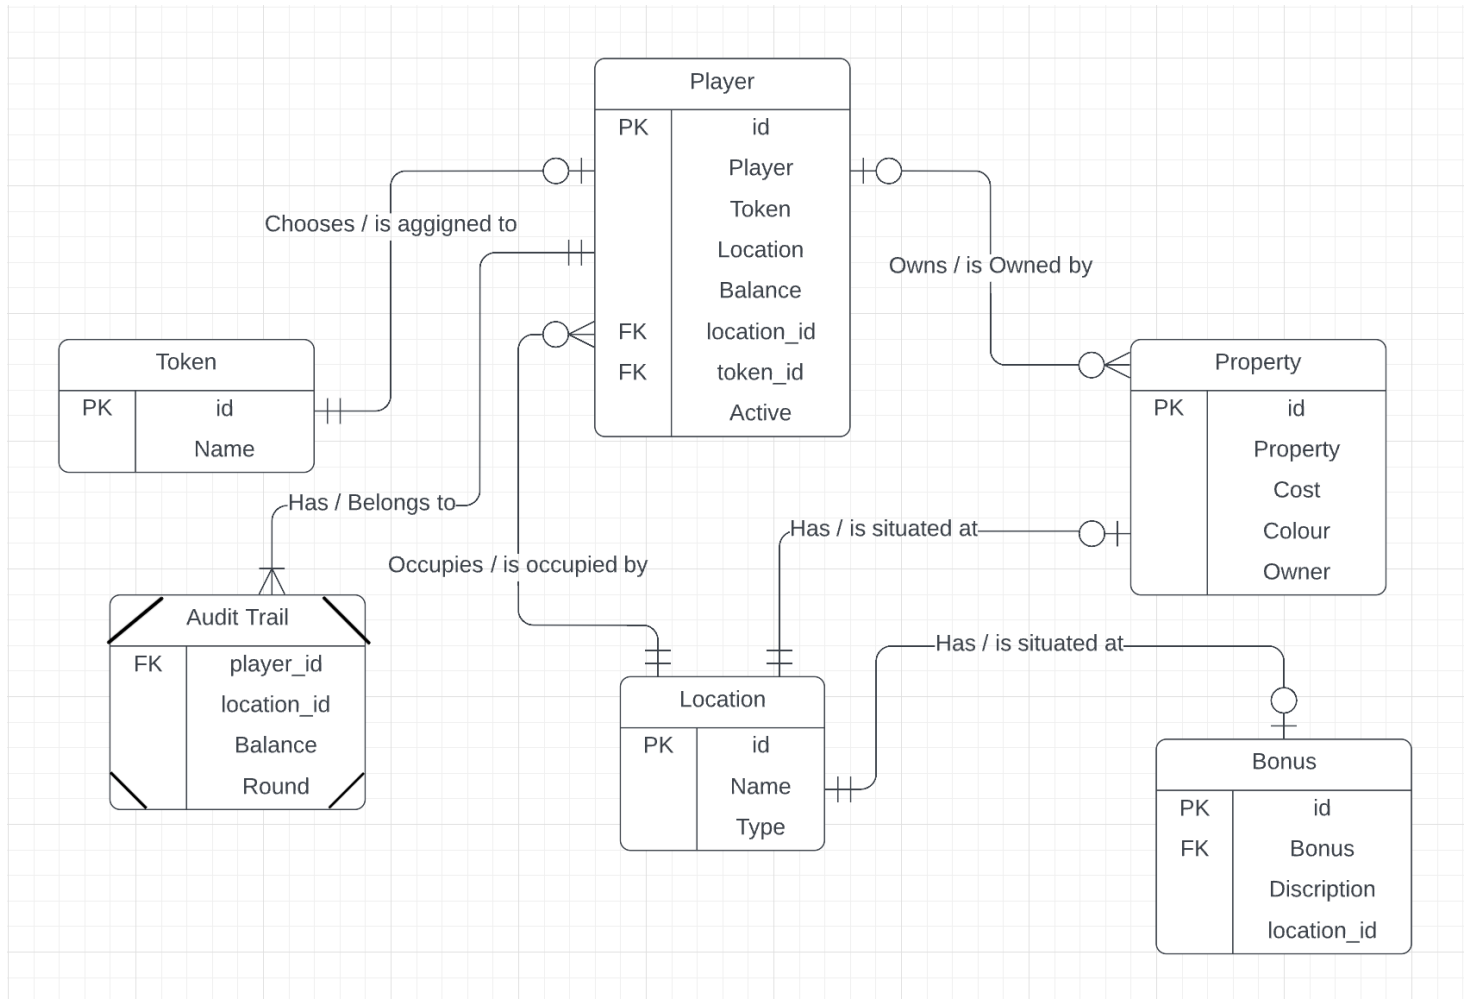 Player
PK id
Player
Token
Location
Balance
FK location_id
FK token_id
Active
Chooses / is aggigned to
Owns / is Owned by
Token
PK id
Name
Property
PK id
Property
Cost
Colour
Owner
Has / Belongs to
Has / is situated at
Occupies / is occupied by
Audit Trail
FK player_id
location_id
Balance
Round
Has / is situated at
Location
PK id
Name
Type
Bonus
PK id
FK Bonus
Discription
location_id